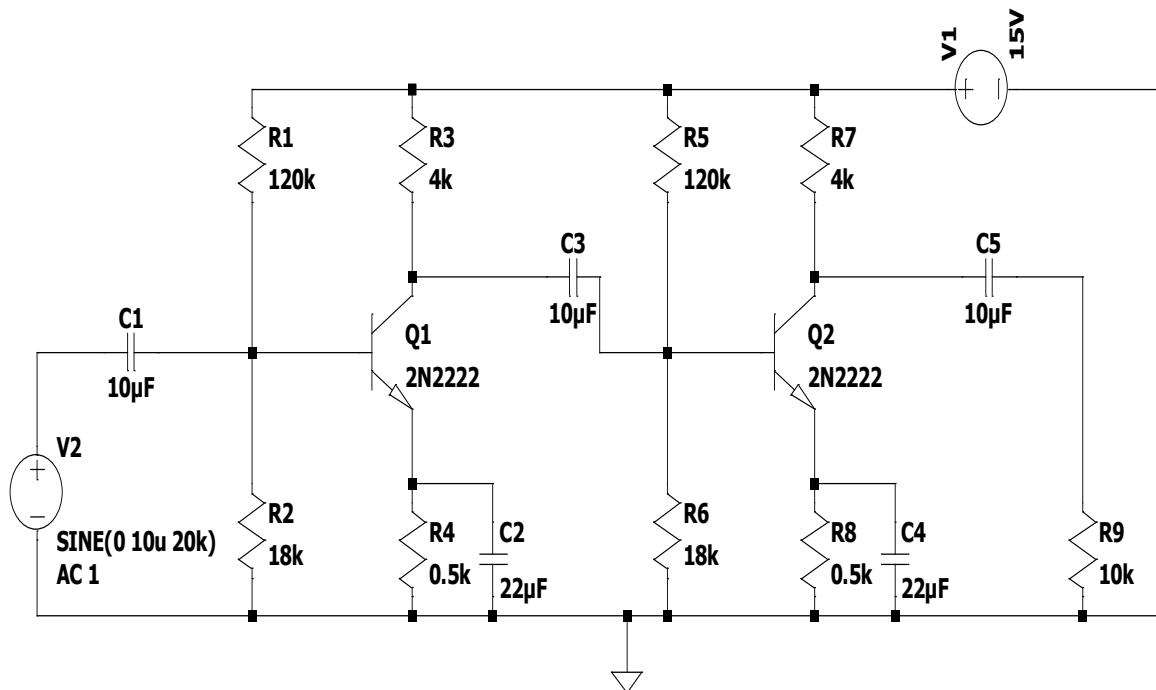 V1
15V
R1
120k
R3
4k
R5
120k
R7
4k
C1
10µF
Q1
2N2222
C3
10µF
Q2
2N2222
C5
10µF
V2
SINE(0 10u 20k)
AC 1
R2
18k
R4
0.5k
C2
22µF
R6
18k
R8
0.5k
C4
22µF
R9
10k